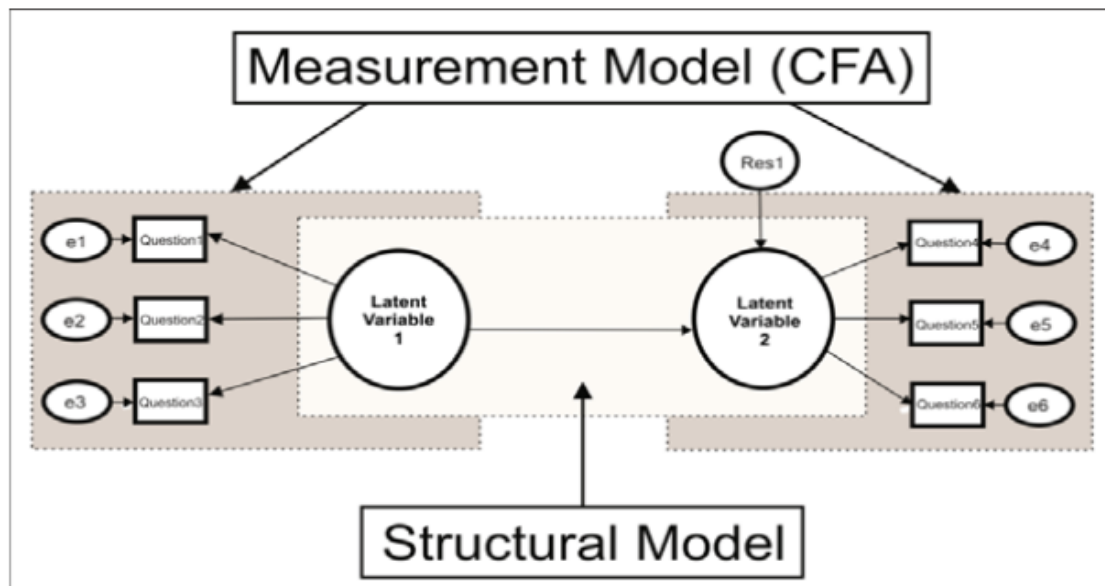 Measurement Model (CFA)
Res1
e1
Question1
Question4
e4
Latent
Variable
1
Latent
Variable
2
e2
Question2
Question5
e5
e3
Question3
Question6
e6
Structural Model